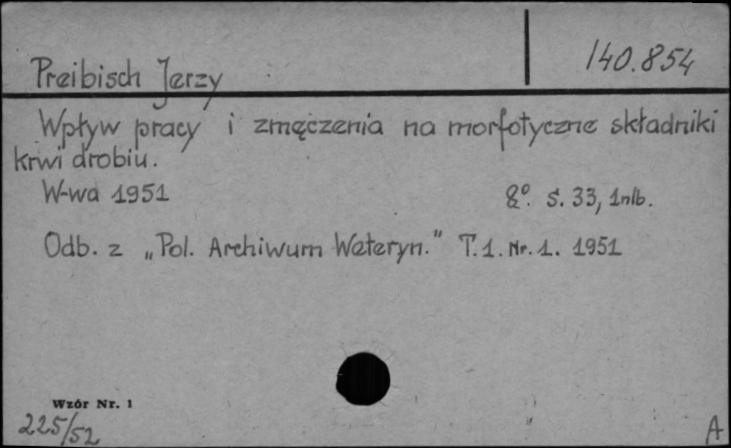 140.854
Preibisch Jerzy
Wpływ pracy i zmęczenia na morfotyczne składniki
krwi drobiu.
W-wa 1951 8°. S. 33, 1nlb.
Odb. z „Pol. Archiwum Weteryn." T.1. Nr. 1. 1951
Wzór Nr. 1
225/52
A